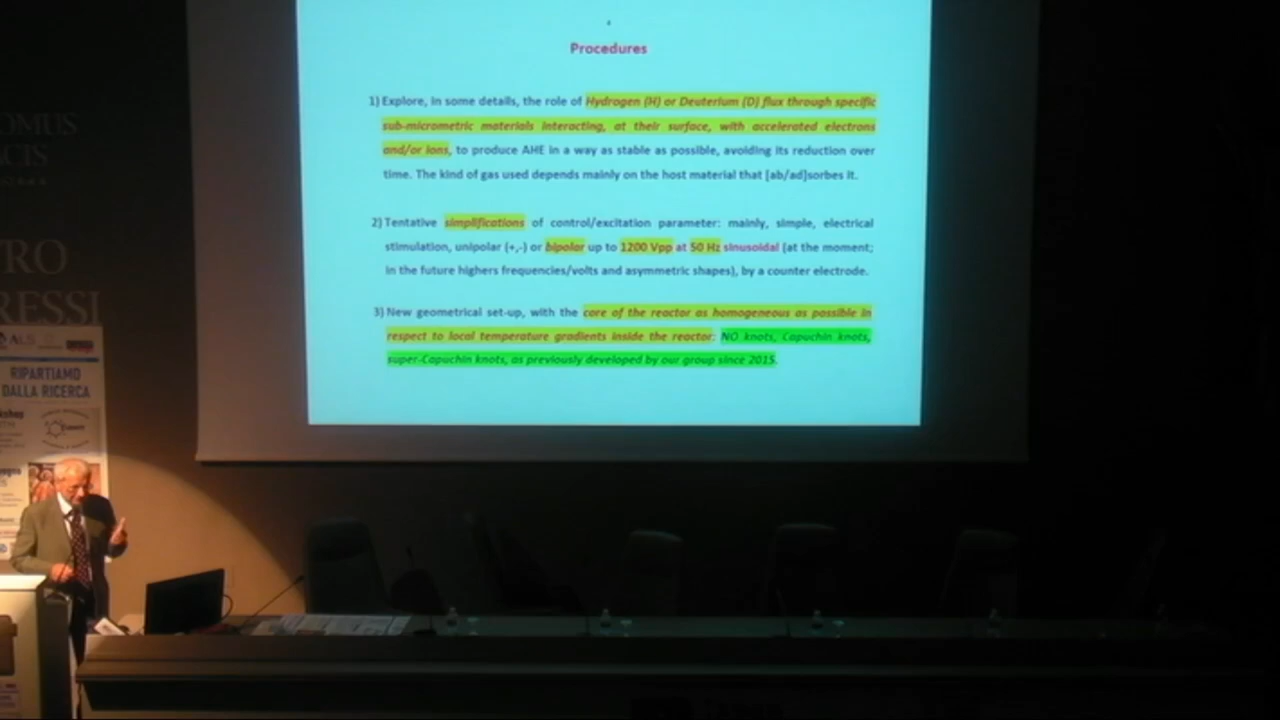 Procedures
1) Explore, in some details, the role of Hydrogen (H) or Deuterium (D) flux through specific
sub-micrometric materials interacting, at their surface, with accelerated electrons
and/or ions, to produce AHE in a way as stable as possible, avoiding its reduction over
time. The kind of gas used depends mainly on the host material that [ab/ad]sorbes it.
2) Tentative simplifications of control/excitation parameter: mainly, simple, electrical
stimulation, unipolar (+,-) or bipolar up to 1200 Vpp at 50 Hz sinusoidal (at the moment;
in the future highers frequencies/volts and asymmetric shapes), by a counter electrode.
3) New geometrical set-up, with the core of the reactor as homogeneous as possible in
respect to local temperature gradients inside the reactor: NO knots, Capuchin knots,
super-Capuchin knots, as previously developed by our group since 2015.
OMUS
ACIS
TRO
RESSI
RIPARTIAMO
DALLA RICERCA